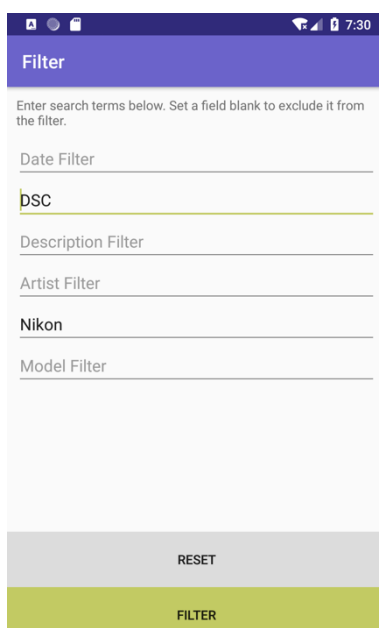 7:30
Filter
Enter search terms below. Set a field blank to exclude it from
the filter.
Date Filter
DSC
Description Filter
Artist Filter
Nikon
Model Filter
RESET
FILTER